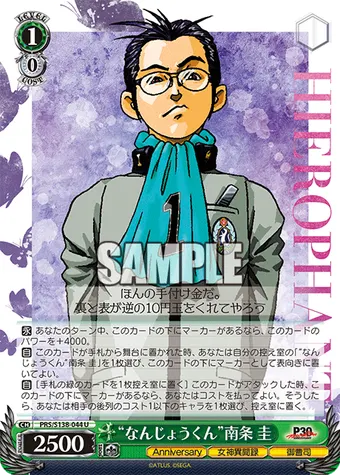 LEVEL
1
0
COST
HIEROPHANT
1
SAMPLE
ほんの手付け金だ。
裏と表が逆の10円玉をくれてやろう
永 あなたのターン中、このカードの下にマーカーがあるなら、このカードの
パワーを+4000。
自 このカードが手札から舞台に置かれた時、あなたは自分の控え室の「“な
んじょうくん”南条 圭」を1枚選び、このカードの下にマーカーとして表向きに置
いてよい。
自 [手札の緑のカードを1枚控え室に置く] このカードがアタックした時、こ
のカードの下にマーカーがあるなら、あなたはコストを払ってよい。そうした
ら、あなたは相手の後列のコスト1以下のキャラを1枚選び、控え室に置く。
CH PRS/S138-044 U
2500
“なんじょうくん”南条 圭
Anniversary
女神異聞録
御曹司
P30th
©ATLUS. ©SEGA.